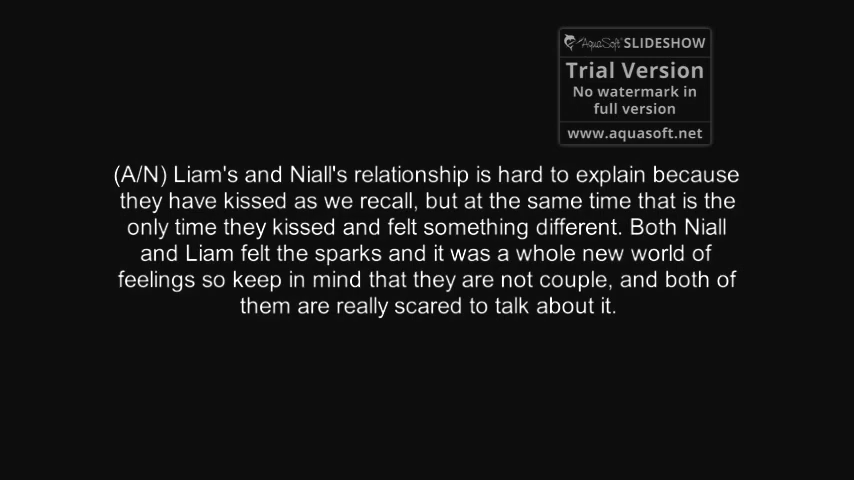 AquaSoft SLIDESHOW
Trial Version
No watermark in
full version
www.aquasoft.net
(A/N) Liam's and Niall's relationship is hard to explain because
they have kissed as we recall, but at the same time that is the
only time they kissed and felt something different. Both Niall
and Liam felt the sparks and it was a whole new world of
feelings so keep in mind that they are not couple, and both of
them are really scared to talk about it.